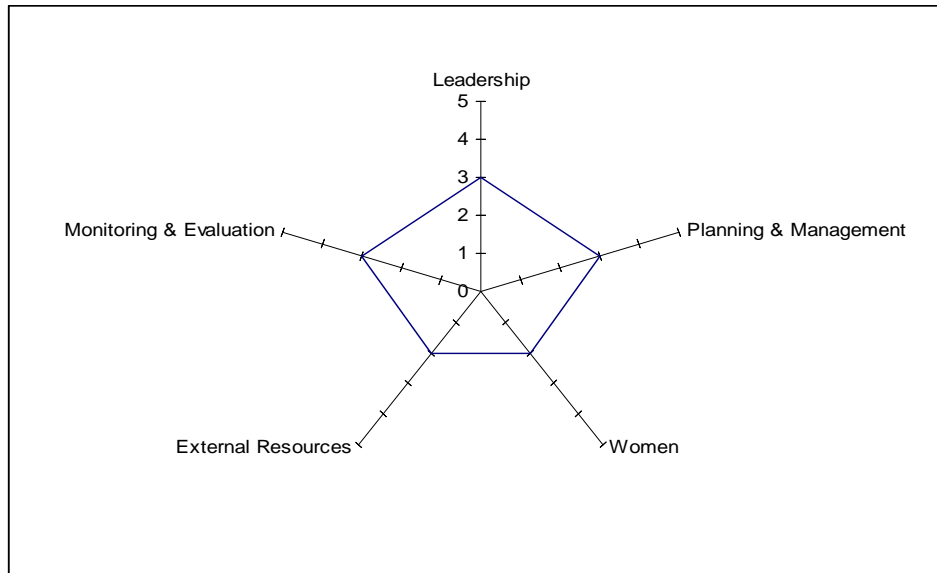 Leadership
5
4
3
2
1
0
Monitoring & Evaluation
Planning & Management
External Resources
Women